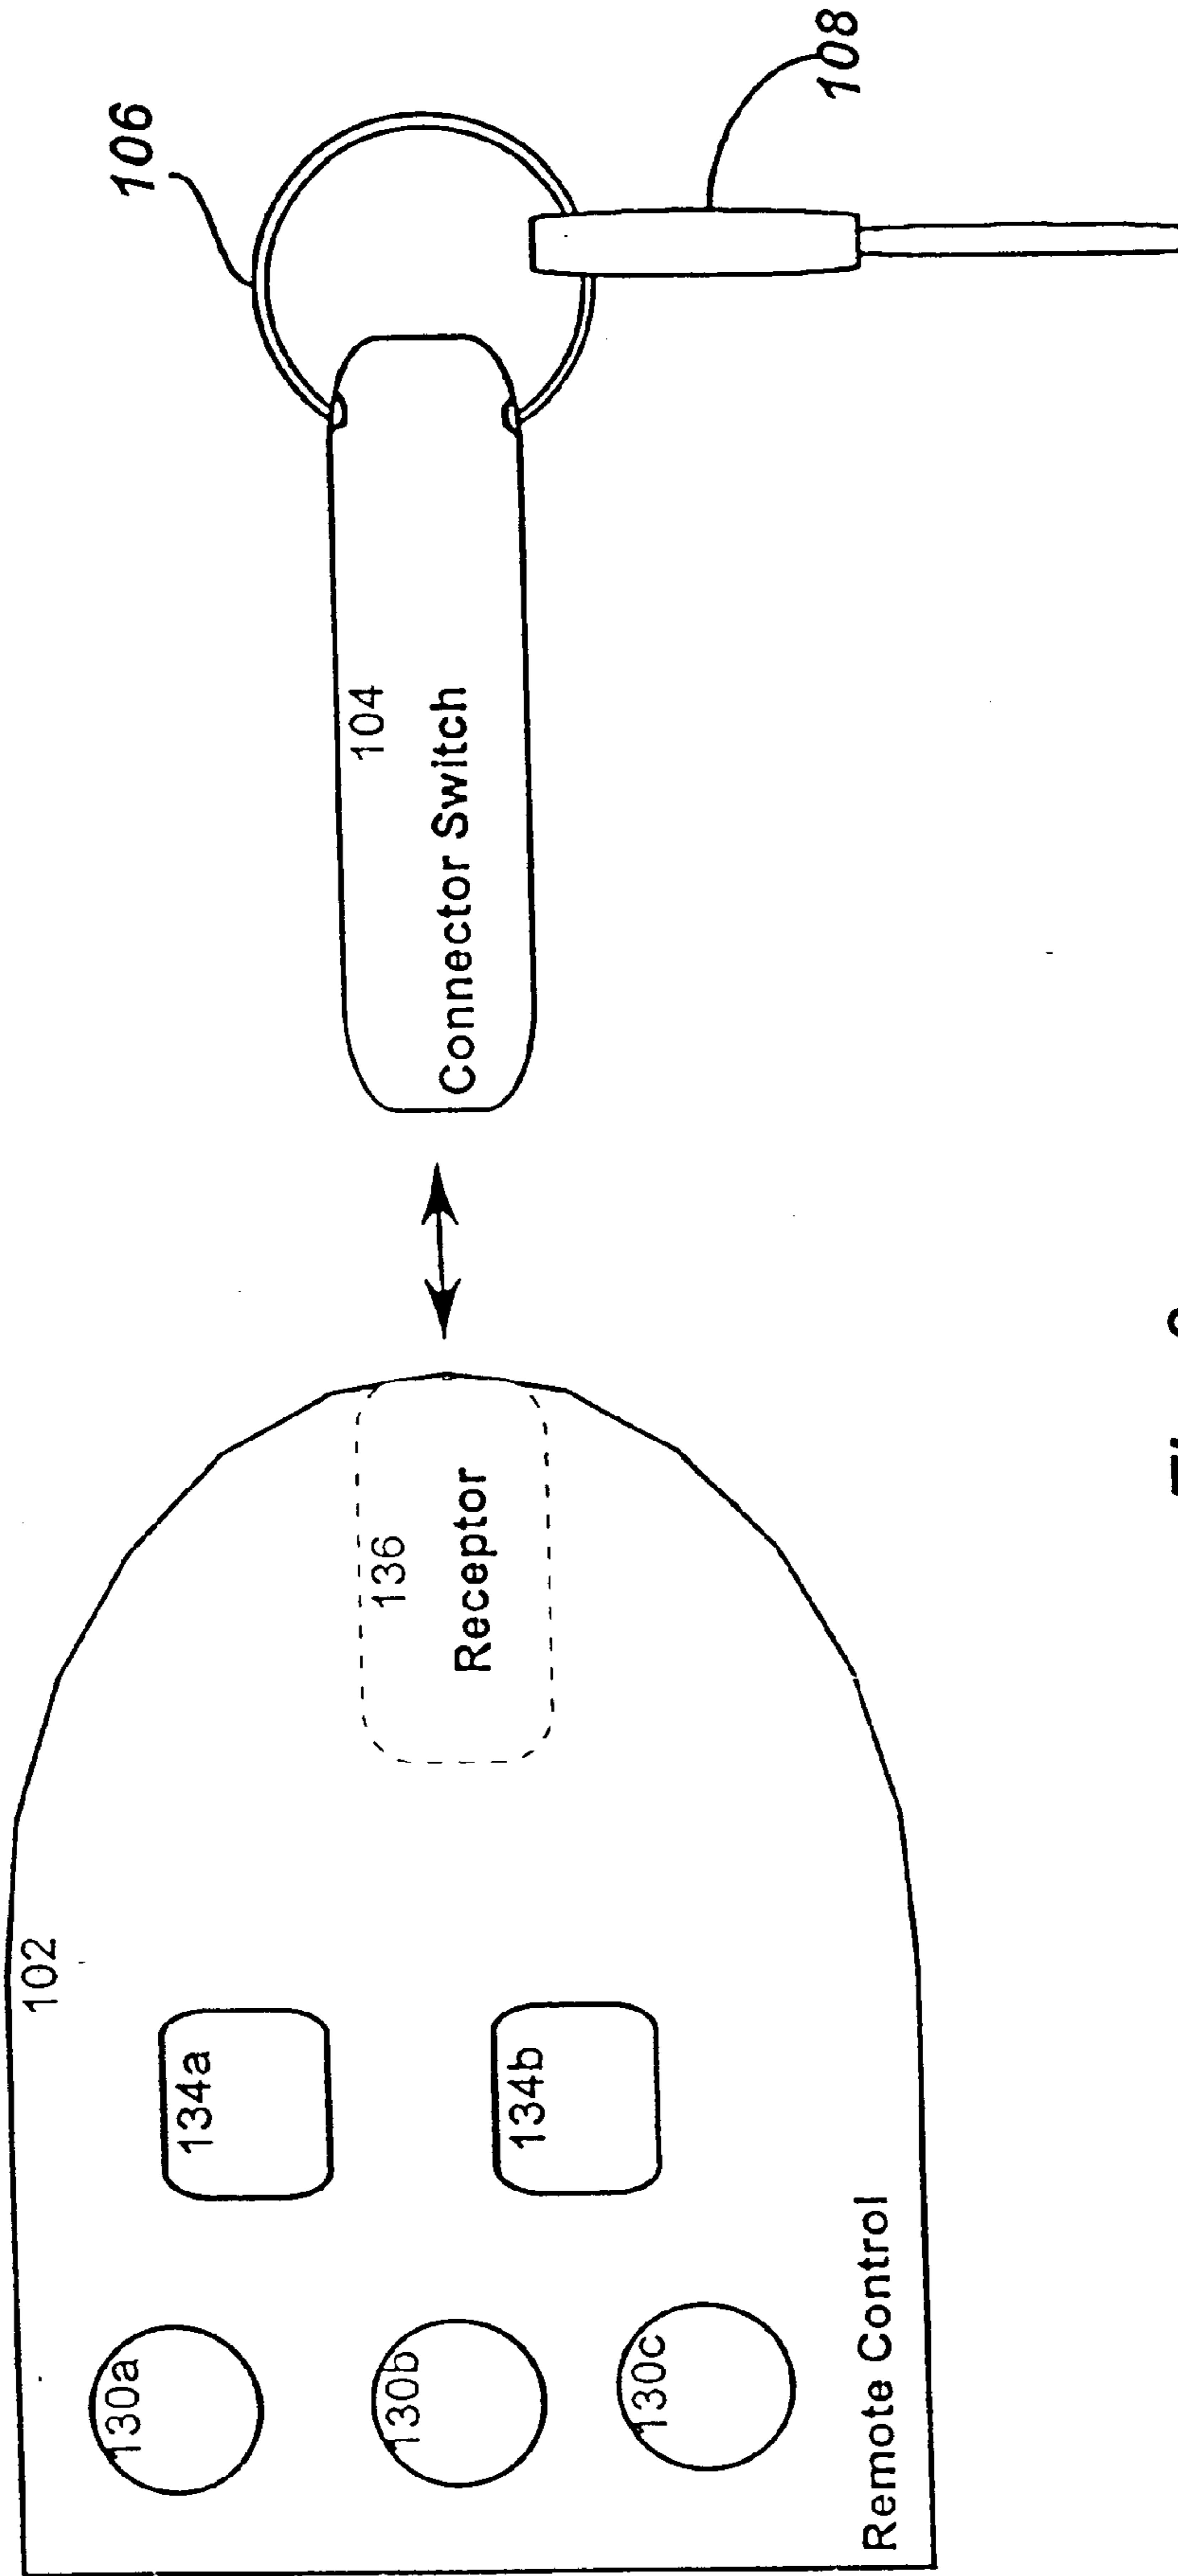 106
108
104
Connector Switch
136
Receptor
102
134a
134b
130a
130b
130c
Remote Control